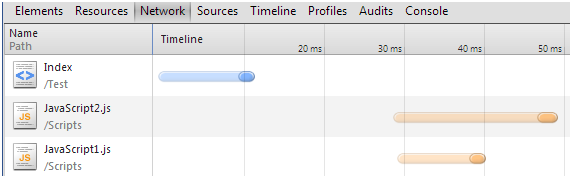 Elements Resources Network Sources Timeline Profiles Audits Console
Name Timeline
Path 20 ms 30 ms 40 ms 50 ms
Index
/Test
JavaScript2.js
/Scripts
JavaScript1.js
/Scripts